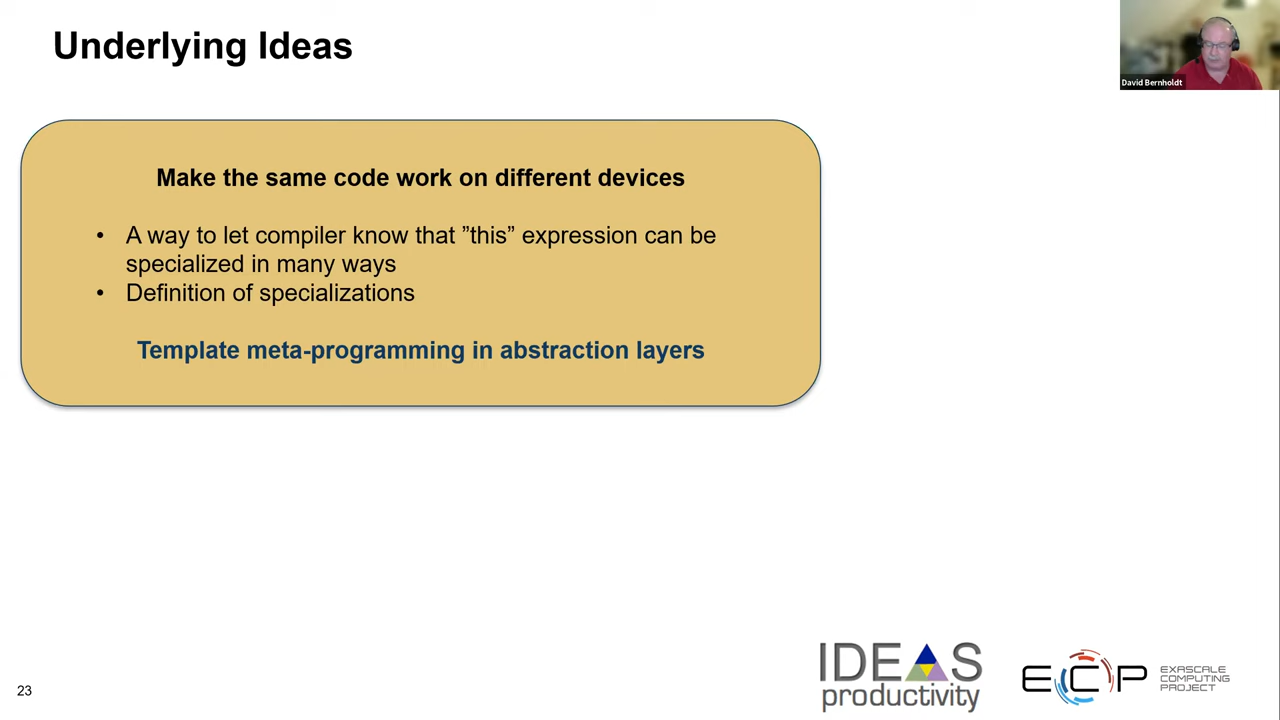 Underlying Ideas
David Bernholdt
Make the same code work on different devices
• A way to let compiler know that ”this” expression can be
specialized in many ways
• Definition of specializations
Template meta-programming in abstraction layers
23
IDEAS
productivity
ECP
EXASCALE
COMPUTING
PROJECT